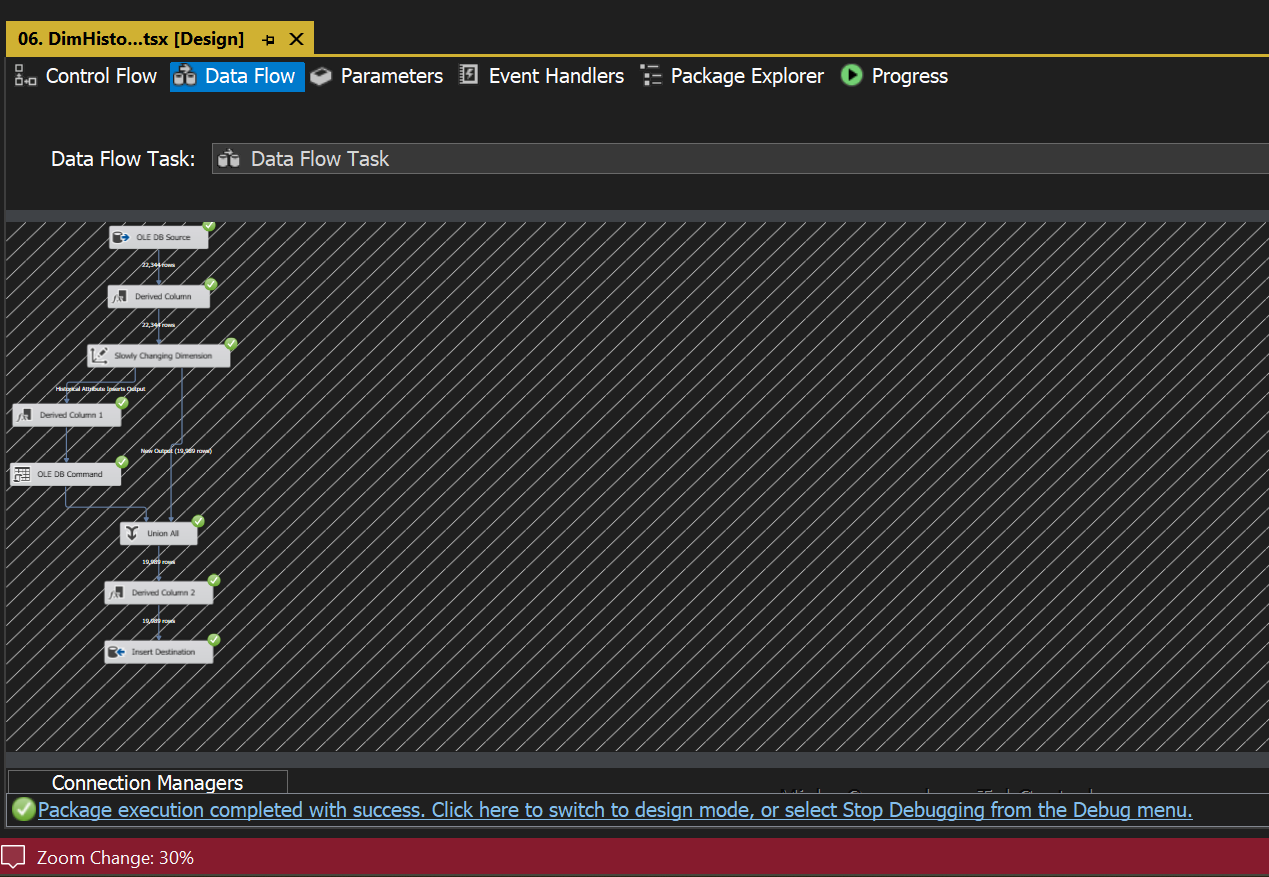 06. DimHisto...tsx [Design]
Control Flow Data Flow Parameters Event Handlers Package Explorer Progress
Data Flow Task: Data Flow Task
OLE DB Source
22,344 rows
Derived Column
22,344 rows
Slowly Changing Dimension
Historical Attribute Inserts Output
Derived Column 1
New Output (19,989 rows)
OLE DB Command
Union All
19,989 rows
Derived Column 2
19,989 rows
Insert Destination
Connection Managers
Package execution completed with success. Click here to switch to design mode, or select Stop Debugging from the Debug menu.
Zoom Change: 30%